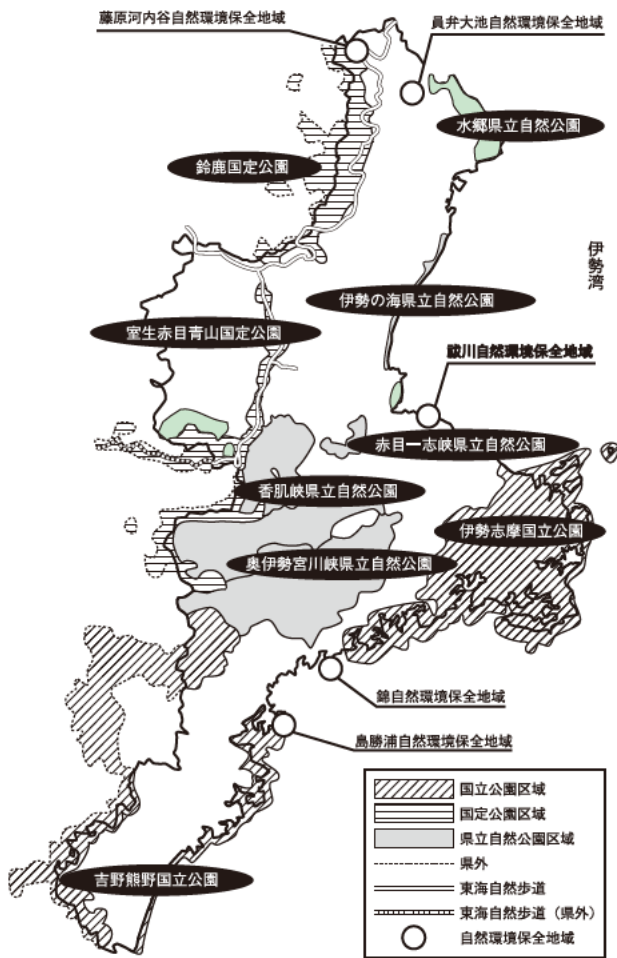 藤原河内谷自然環境保全地域
員弁大池自然環境保全地域
水郷県立自然公園
鈴鹿国定公園
伊勢湾
伊勢の海県立自然公園
室生赤目青山国定公園
祓川自然環境保全地域
赤目一志峡県立自然公園
香肌峡県立自然公園
伊勢志摩国立公園
奥伊勢宮川峡県立自然公園
錦自然環境保全地域
島勝浦自然環境保全地域
吉野熊野国立公園
国立公園区域
国定公園区域
県立自然公園区域
県外
東海自然歩道
東海自然歩道（県外）
自然環境保全地域